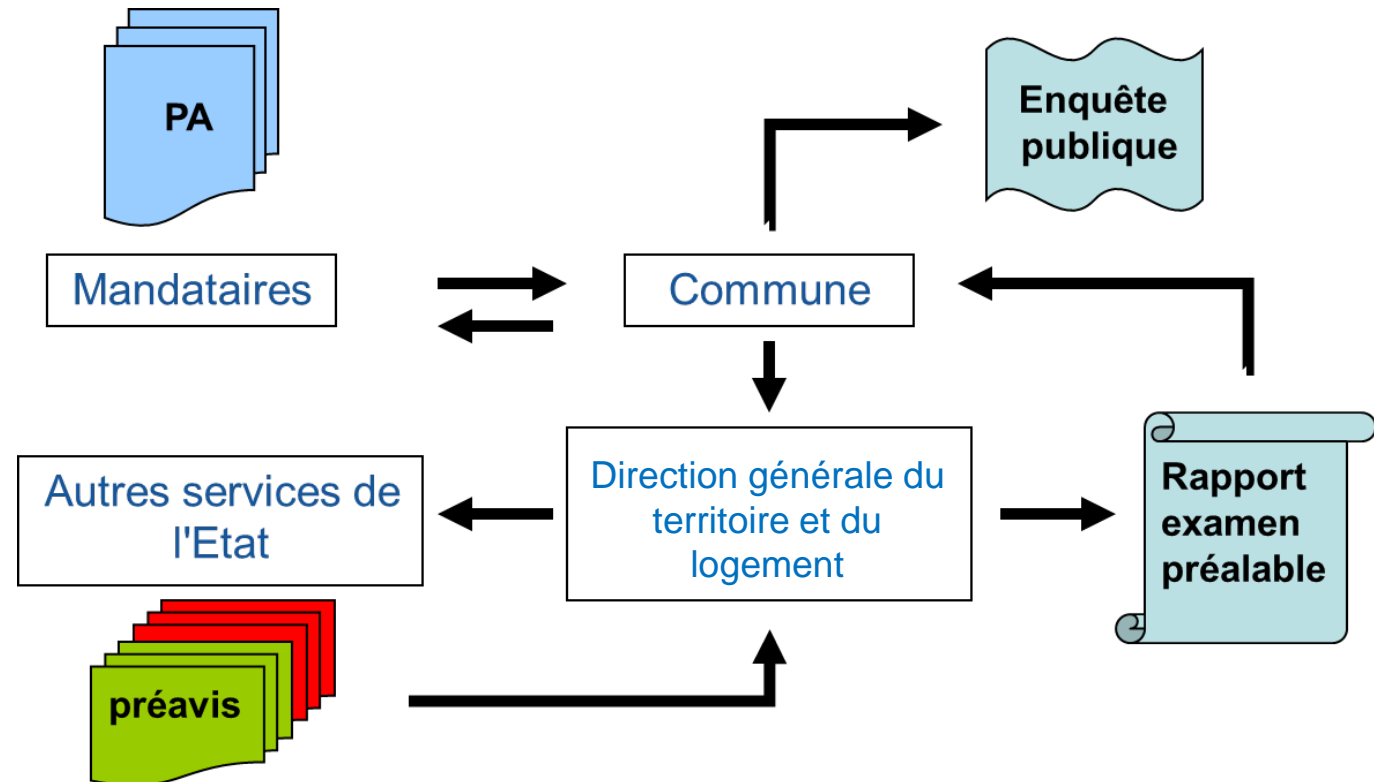 PA
Enquête
publique
Mandataires
Commune
Autres services de
l'Etat
Direction générale du
territoire et du
logement
Rapport
examen
préalable
préavis